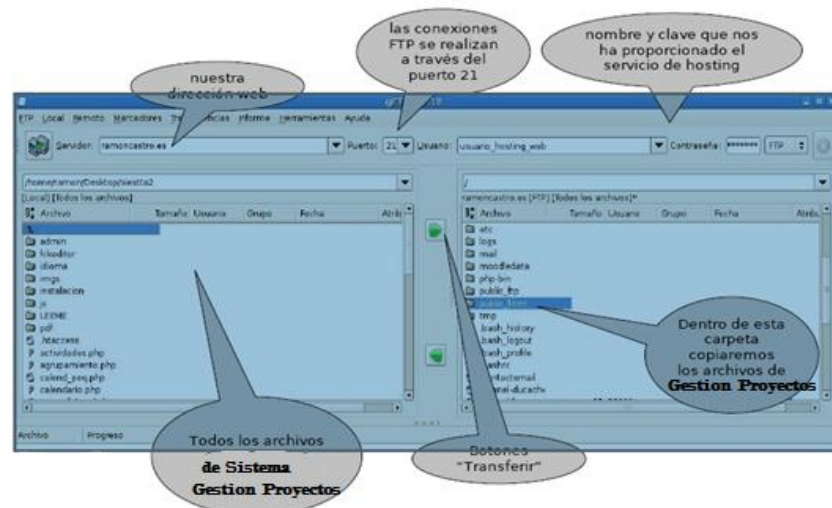 las conexiones
FTP se realizan
a través del
puerto 21
nombre y clave que nos
ha proporcionado el
servicio de hosting
nuestra
dirección web
FTP Local Remoto Marcadores Informe Herramientas Ayuda
Servidor: ramoncastro.es Puerto: 21 Usuario: usuario_hosting_web Contraseña: ******* FTP
/home/ramon/Desktop/siestta2
/
[Local] [Todos los archivos]
ramoncastro.es [FTP] [Todos los archivos]*
Archivo Tamaño Usuario Grupo Fecha
Archivo Tamaño Usuario Grupo Fecha
admin
fckeditor
idioma
imgs
instalacion
js
LEEME
pdf
.htaccess
actividades.php
agrupamiento.php
calend_peq.php
calendario.php
etc
logs
mail
moodledata
php-bin
public_ftp
public_html
tmp
.bash_history
.bash_logout
.bash_profile
Dentro de esta
carpeta
copiaremos
los archivos de
Gestion Proyectos
Todos los archivos
de Sistema
Gestion Proyectos
Botones
"Transferir"
Archivo Progreso